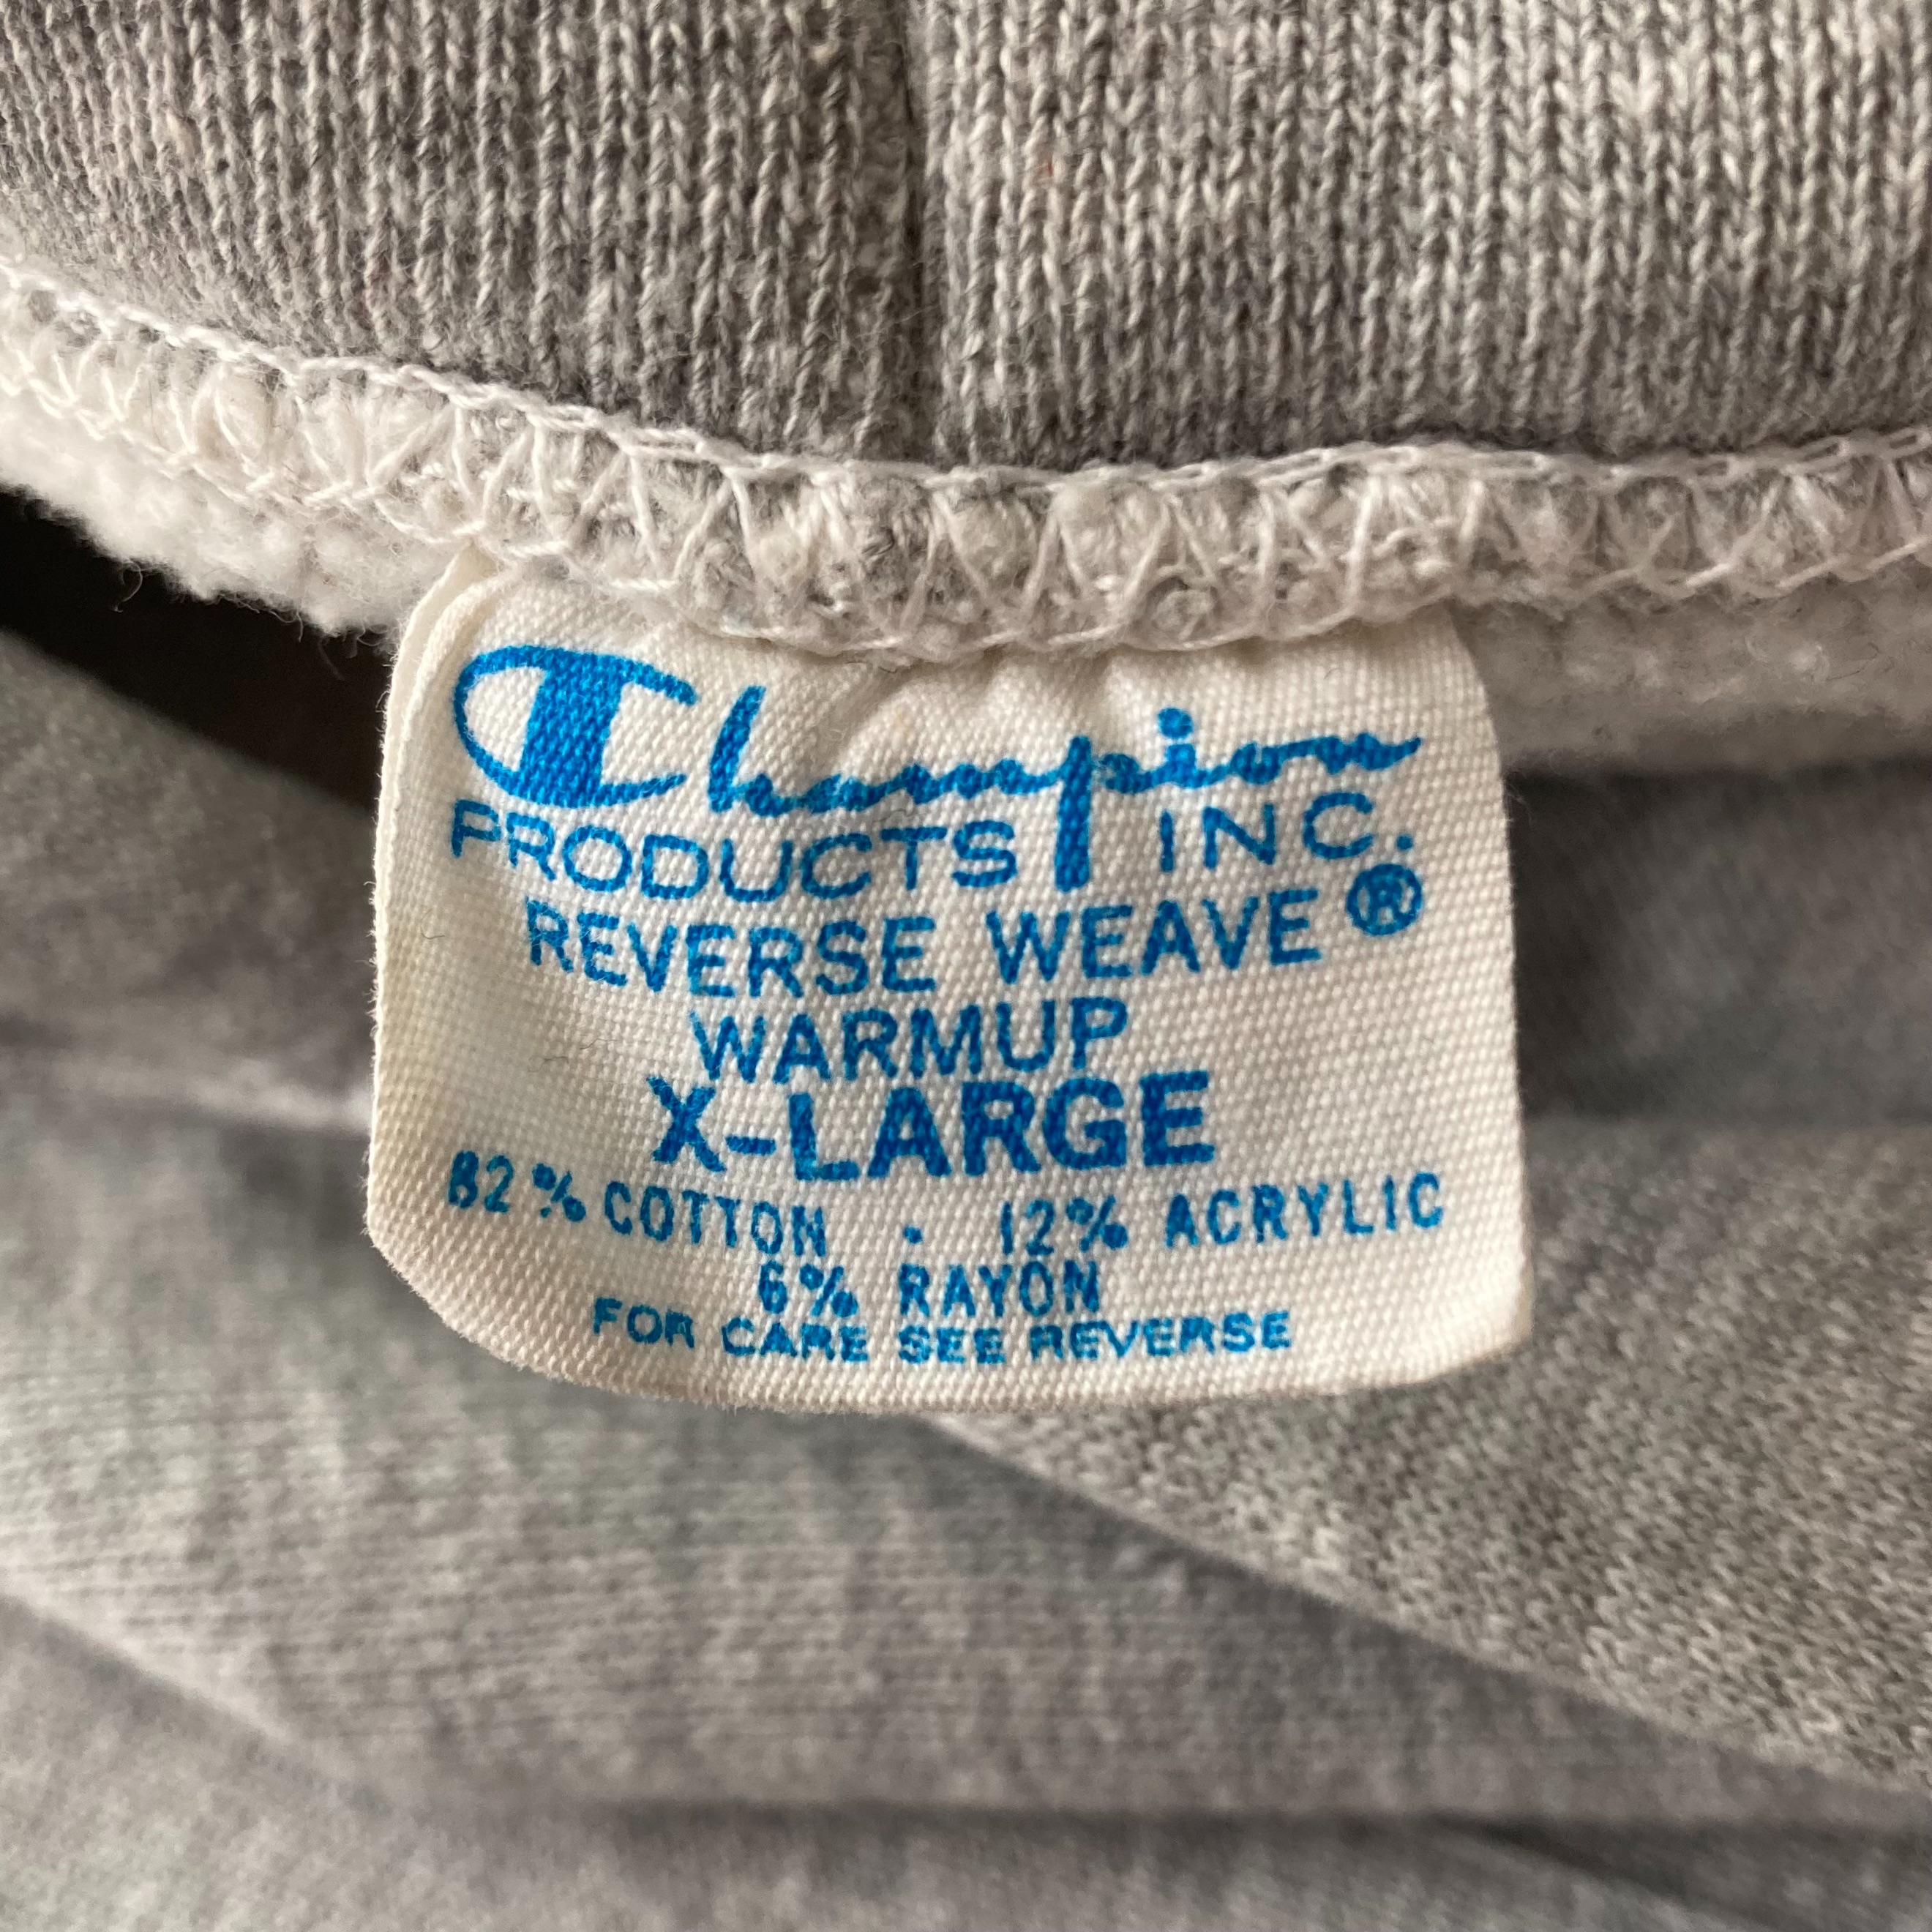 Champion
PRODUCTS INC.
REVERSE WEAVE®
WARMUP
X-LARGE
82% COTTON • 12% ACRYLIC
6% RAYON
FOR CARE SEE REVERSE